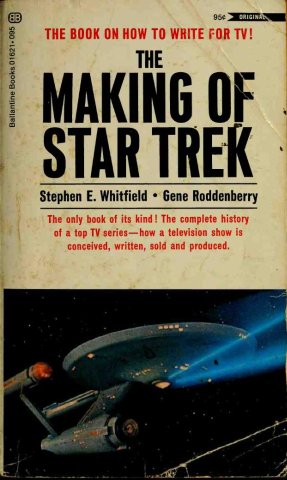 BB
95¢ ORIGINAL
Ballantine Books 01621·095
THE BOOK ON HOW TO WRITE FOR TV!
THE
MAKING OF
STAR TREK
Stephen E. Whitfield • Gene Roddenberry
The only book of its kind! The complete history
of a top TV series—how a television show is
conceived, written, sold and produced.